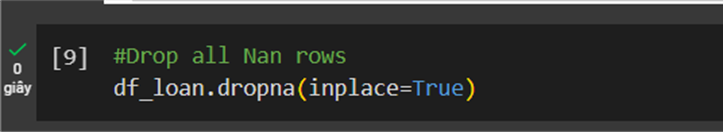 [9] #Drop all Nan rows
0
giây
df_loan.dropna(inplace=True)